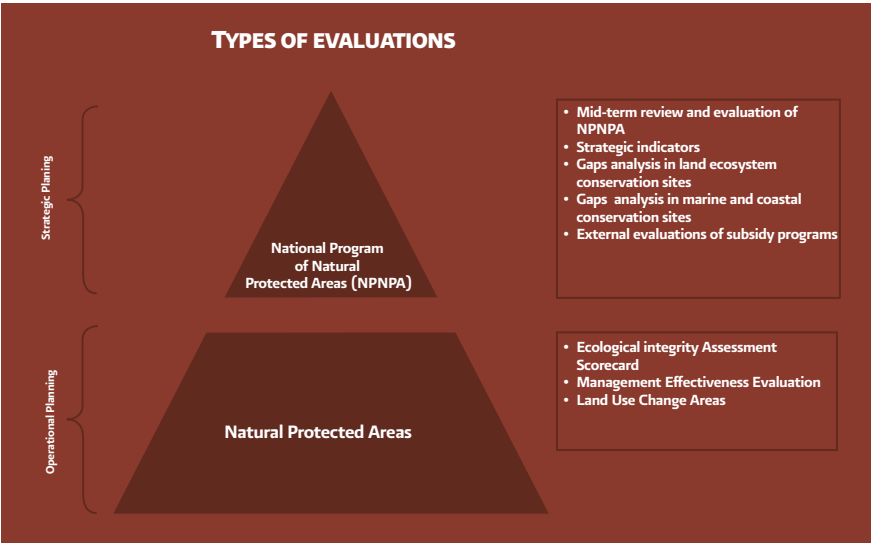 TYPES OF EVALUATIONS
Strategic Planing
National Program
of Natural
Protected Areas (NPNPA)
• Mid-term review and evaluation of
NPNPA
• Strategic indicators
• Gaps analysis in land ecosystem
conservation sites
• Gaps analysis in marine and coastal
conservation sites
• External evaluations of subsidy programs
Operational Planning
Natural Protected Areas
• Ecological integrity Assessment
Scorecard
• Management Effectiveness Evaluation
• Land Use Change Areas